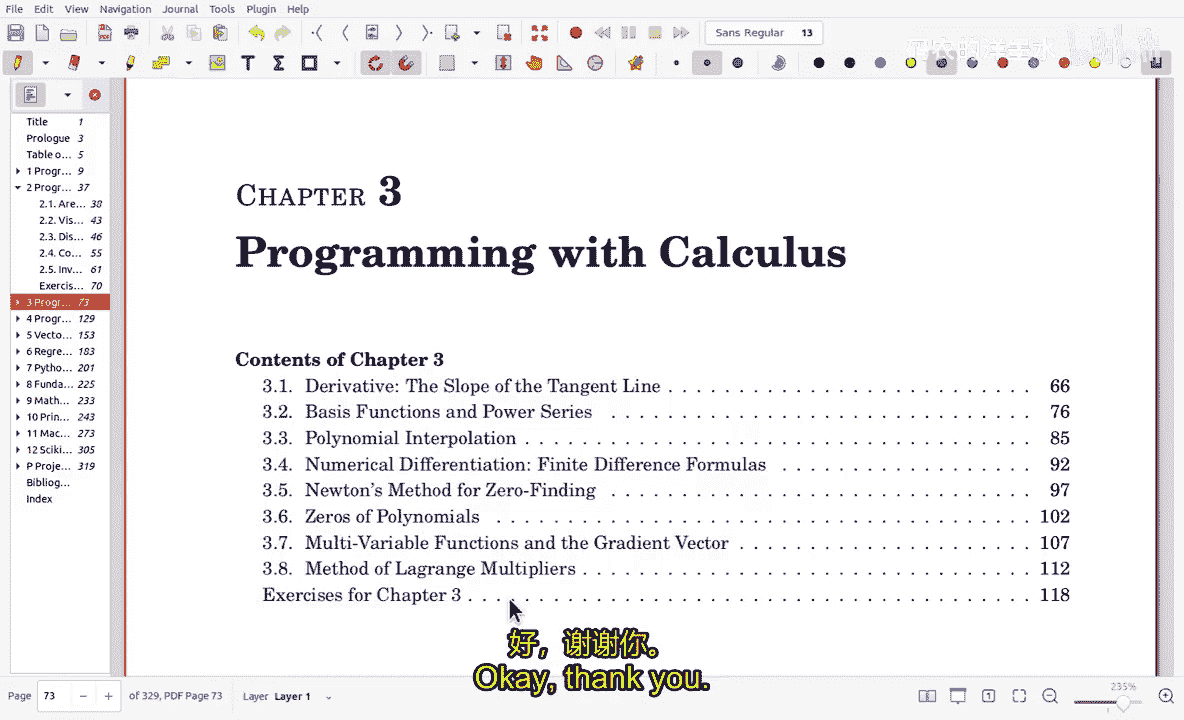 File Edit View Navigation Journal Tools Plugin Help
Sans Regular 13
Title 1
Prologue 3
Table o... 5
1 Progr... 9
2 Progr... 37
2.1. Are... 38
2.2. Vis... 43
2.3. Dis... 46
2.4. Co... 55
2.5. Inv... 61
Exercis... 70
3 Progr... 73
4 Progr... 129
5 Vecto... 153
6 Regre... 183
7 Pytho... 201
8 Funda... 225
9 Math... 233
10 Prin... 243
11 Mac... 273
12 Sciki... 305
P Proje... 319
Bibliog...
Index
CHAPTER 3
Programming with Calculus
Contents of Chapter 3
3.1. Derivative: The Slope of the Tangent Line . . . . . . . . . . . . . . . . . . . . . . . . 66
3.2. Basis Functions and Power Series . . . . . . . . . . . . . . . . . . . . . . . . . . . . 76
3.3. Polynomial Interpolation . . . . . . . . . . . . . . . . . . . . . . . . . . . . . . . . . 85
3.4. Numerical Differentiation: Finite Difference Formulas . . . . . . . . . . . . . . . . 92
3.5. Newton's Method for Zero-Finding . . . . . . . . . . . . . . . . . . . . . . . . . . . . 97
3.6. Zeros of Polynomials . . . . . . . . . . . . . . . . . . . . . . . . . . . . . . . . . . . 102
3.7. Multi-Variable Functions and the Gradient Vector . . . . . . . . . . . . . . . . . . . 107
3.8. Method of Lagrange Multipliers . . . . . . . . . . . . . . . . . . . . . . . . . . . . . 112
Exercises for Chapter 3 . . . . . . . . . . . . . . . . . . . . . . . . . . . . . . . . . . . . 118
好，谢谢你。
Okay, thank you.
Page 73 − + of 329, PDF Page 73 Layer Layer 1 235%